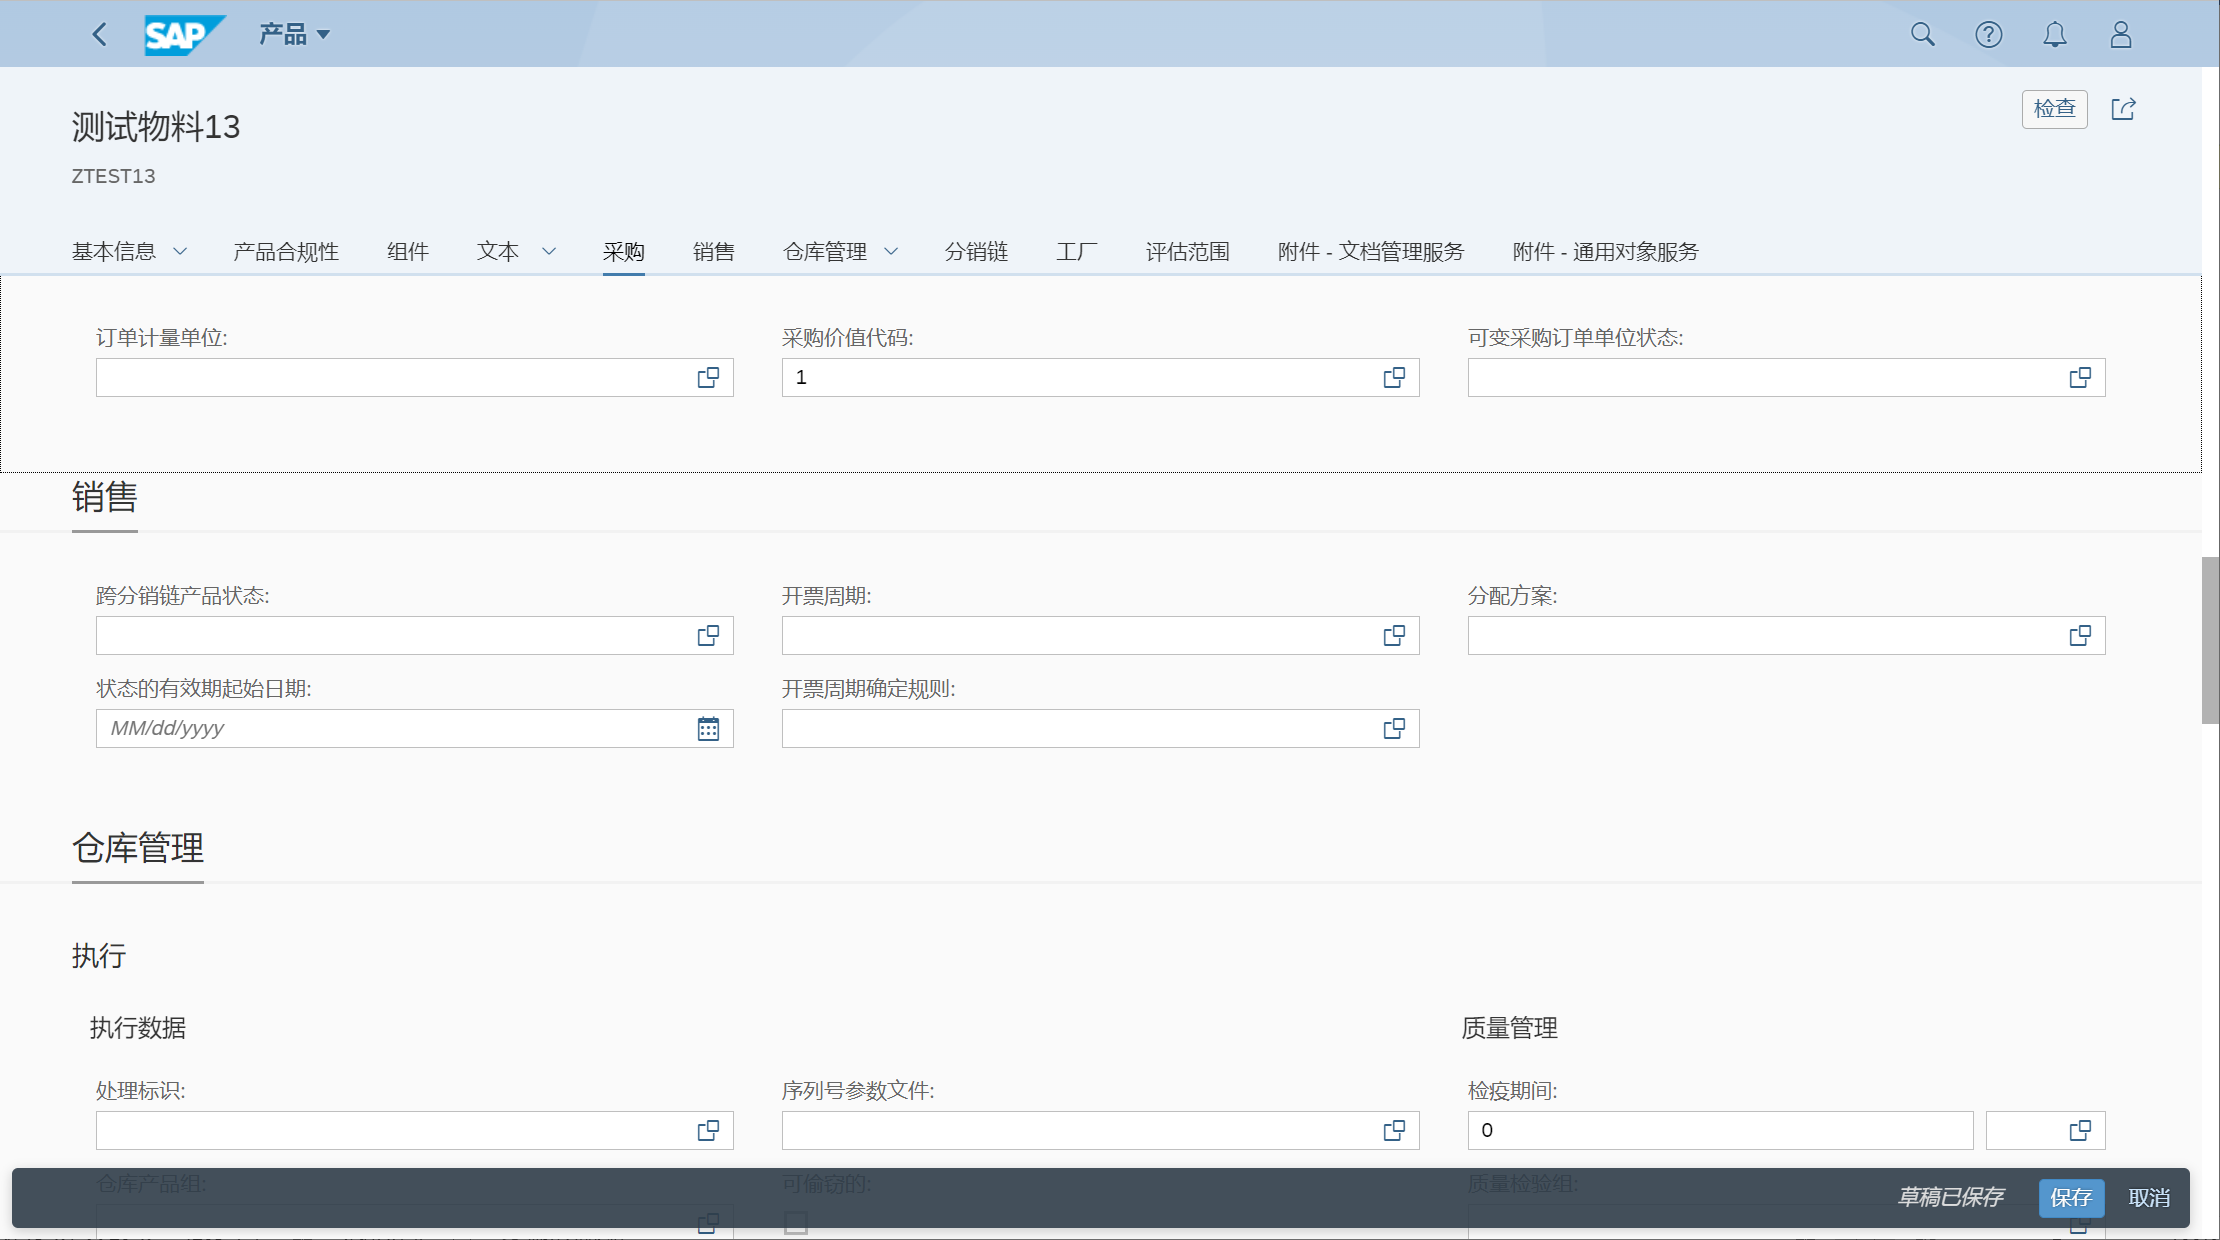 SAP 产品
测试物料13
检查
ZTEST13
基本信息 产品合规性 组件 文本 采购 销售 仓库管理 分销链 工厂 评估范围 附件 - 文档管理服务 附件 - 通用对象服务
订单计量单位: 采购价值代码: 可变采购订单单位状态:
1
销售
跨分销链产品状态: 开票周期: 分配方案:
状态的有效期起始日期: 开票周期确定规则:
MM/dd/yyyy
仓库管理
执行
执行数据 质量管理
处理标识: 序列号参数文件: 检疫期间:
0
仓库产品组: 可偷窃的: 质量检验组:
草稿已保存 保存 取消